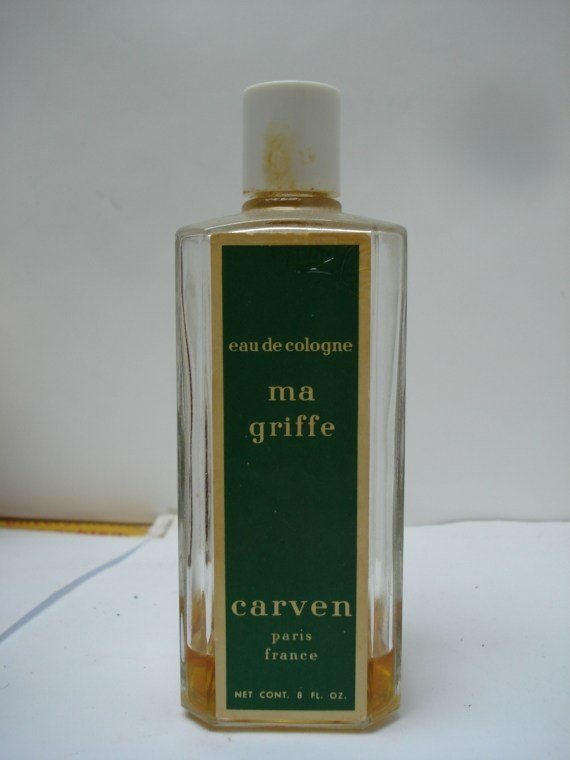 eau de cologne
ma
griffe
carven
paris
france
NET CONT. 8 FL. OZ.